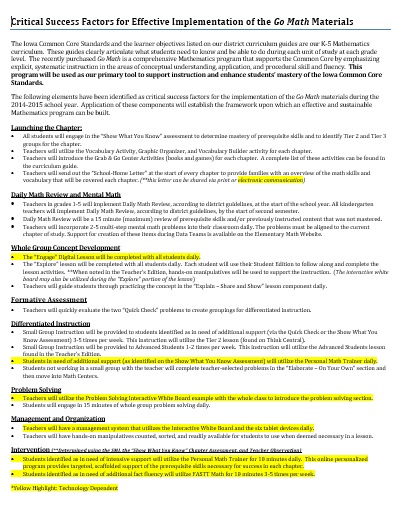 Critical Success Factors for Effective Implementation of the Go Math Materials
The Iowa Common Core Standards and the learner objectives listed on our district curriculum guides are our K-5 Mathematics
curriculum. These guides clearly articulate what students need to know and be able to do during each unit of study at each grade
level. The recently purchased Go Math is a comprehensive Mathematics program that supports the Common Core by emphasizing
explicit, systematic instruction in the areas of conceptual understanding, application, and procedural skill and fluency. This
program will be used as our primary tool to support instruction and enhance students' mastery of the Iowa Common Core
Standards.
The following elements have been identified as critical success factors for the implementation of the Go Math materials during the
2014-2015 school year. Application of these components will establish the framework upon which an effective and sustainable
Mathematics program can be built.
Launching the Chapter:
• All students will engage in the "Show What You Know" assessment to determine mastery of prerequisite skills and to identify Tier 2 and Tier 3
groups for the chapter.
• Teachers will utilize the Vocabulary Activity, Graphic Organizer, and Vocabulary Builder activity for each chapter.
• Teachers will introduce the Grab & Go Center Activities (books and games) for each chapter. A complete list of these activities can be found in
the curriculum guide.
• Teachers will send out the "School-Home Letter" at the start of every chapter to provide families with an overview of the math skills and
vocabulary that will be covered each chapter. (**this letter can be shared via print or electronic communication)
Daily Math Review and Mental Math
• Teachers in grades 1-5 will implement Daily Math Review, according to district guidelines, at the start of the school year. All kindergarten
teachers will implement Daily Math Review, according to district guidelines, by the start of second semester.
• Daily Math Review will be a 15 minute (maximum) review of prerequisite skills and/or previously instructed content that was not mastered.
• Teachers will incorporate 2-5 multi-step mental math problems into their classroom daily. The problems must be aligned to the current
chapter of study. Support for creation of these items during Data Teams is available on the Elementary Math Website.
Whole Group Concept Development
• The "Engage" Digital Lesson will be completed with all students daily.
• The "Explore" lesson will be completed with all students daily. Each student will use their Student Edition to follow along and complete the
lesson activities. **When noted in the Teacher's Edition, hands-on manipulatives will be used to support the instruction. (The interactive white
board may also be utilized during the "Explore" portion of the lesson)
• Teachers will guide students through practicing the concept in the "Explain – Share and Show" lesson component daily.
Formative Assessment
• Teachers will quickly evaluate the two "Quick Check" problems to create groupings for differentiated instruction.
Differentiated Instruction
• Small Group Instruction will be provided to students identified as in need of additional support (via the Quick Check or the Show What You
Know Assessment) 3-5 times per week. This instruction will utilize the Tier 2 lesson (found on Think Central).
• Small Group Instruction will be provided to Advanced Students 1-2 times per week. This instruction will utilize the Advanced Students lesson
found in the Teacher's Edition.
• Students in need of additional support (as identified on the Show What You Know Assessment) will utilize the Personal Math Trainer daily.
• Students not working in a small group with the teacher will complete teacher-selected problems in the "Elaborate – On Your Own" section and
then move into Math Centers.
Problem Solving
• Teachers will utilize the Problem Solving Interactive White Board example with the whole class to introduce the problem solving section.
• Students will engage in 15 minutes of whole group problem solving daily.
Management and Organization
• Teachers will have a management system that utilizes the Interactive White Board and the six tablet devices daily.
• Teachers will have hands-on manipulatives counted, sorted, and readily available for students to use when deemed necessary in a lesson.
Intervention (**Determined using the SMI, the "Show What You Know" Chapter Assessment, and Teacher Observation)
• Students identified as in need of intensive support will utilize the Personal Math Trainer for 10 minutes daily. This online personalized
program provides targeted, scaffolded support of the prerequisite skills necessary for success in each chapter.
• Students identified as in need of additional fact fluency will utilize FASTT Math for 10 minutes 3-5 times per week.
*Yellow Highlight: Technology Dependent